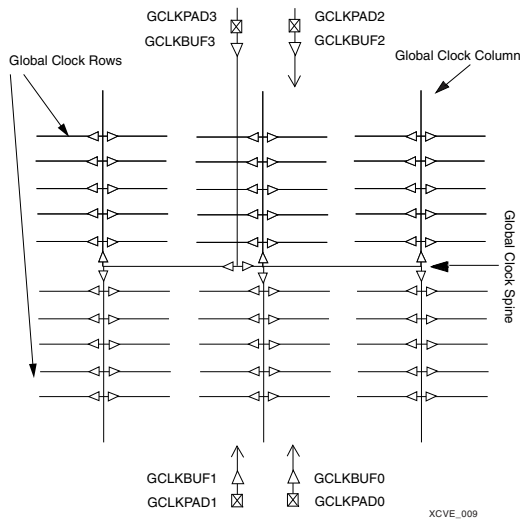 GCLKPAD3
GCLKPAD2
GCLKBUF3
GCLKBUF2
Global Clock Rows
Global Clock Column
Global Clock Spine
GCLKBUF1
GCLKBUF0
GCLKPAD1
GCLKPAD0
XCVE_009